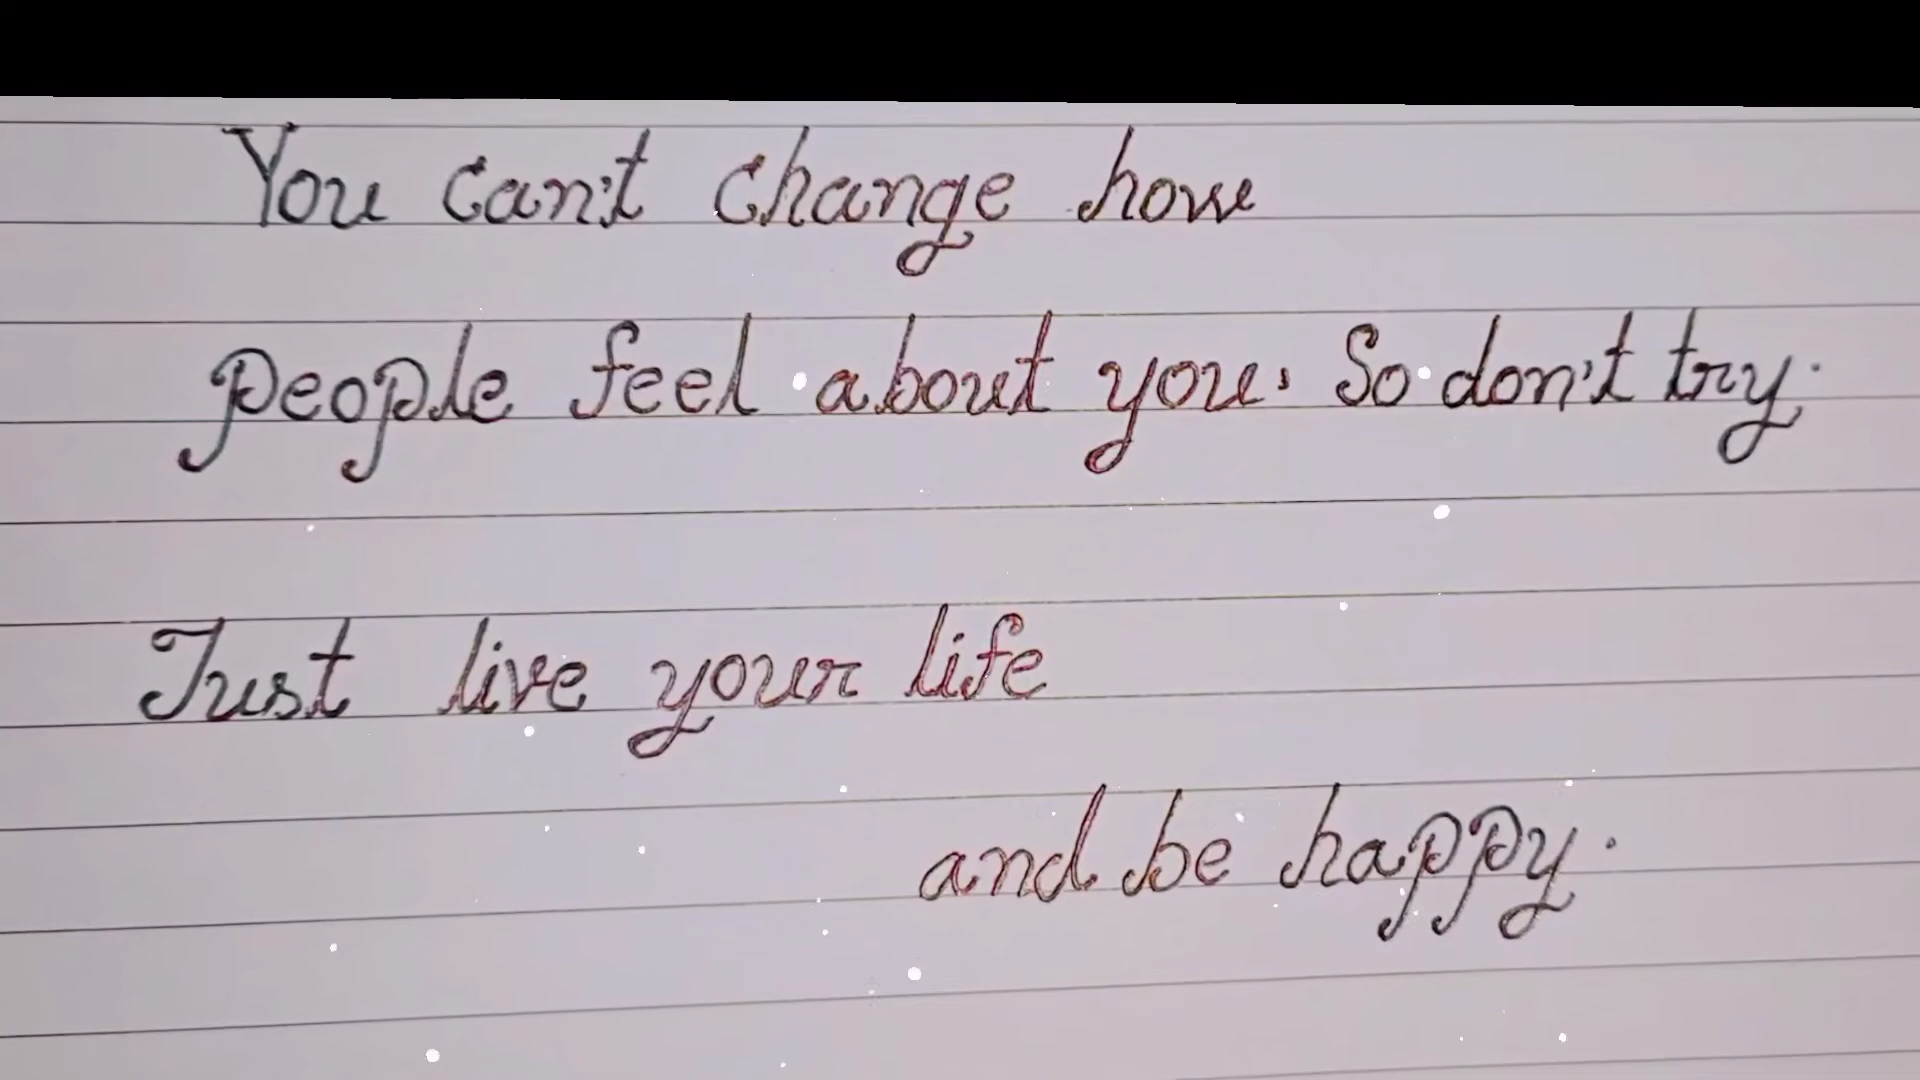 You can't change how
people feel about you, So don't try.
Just live your life
and be happy.